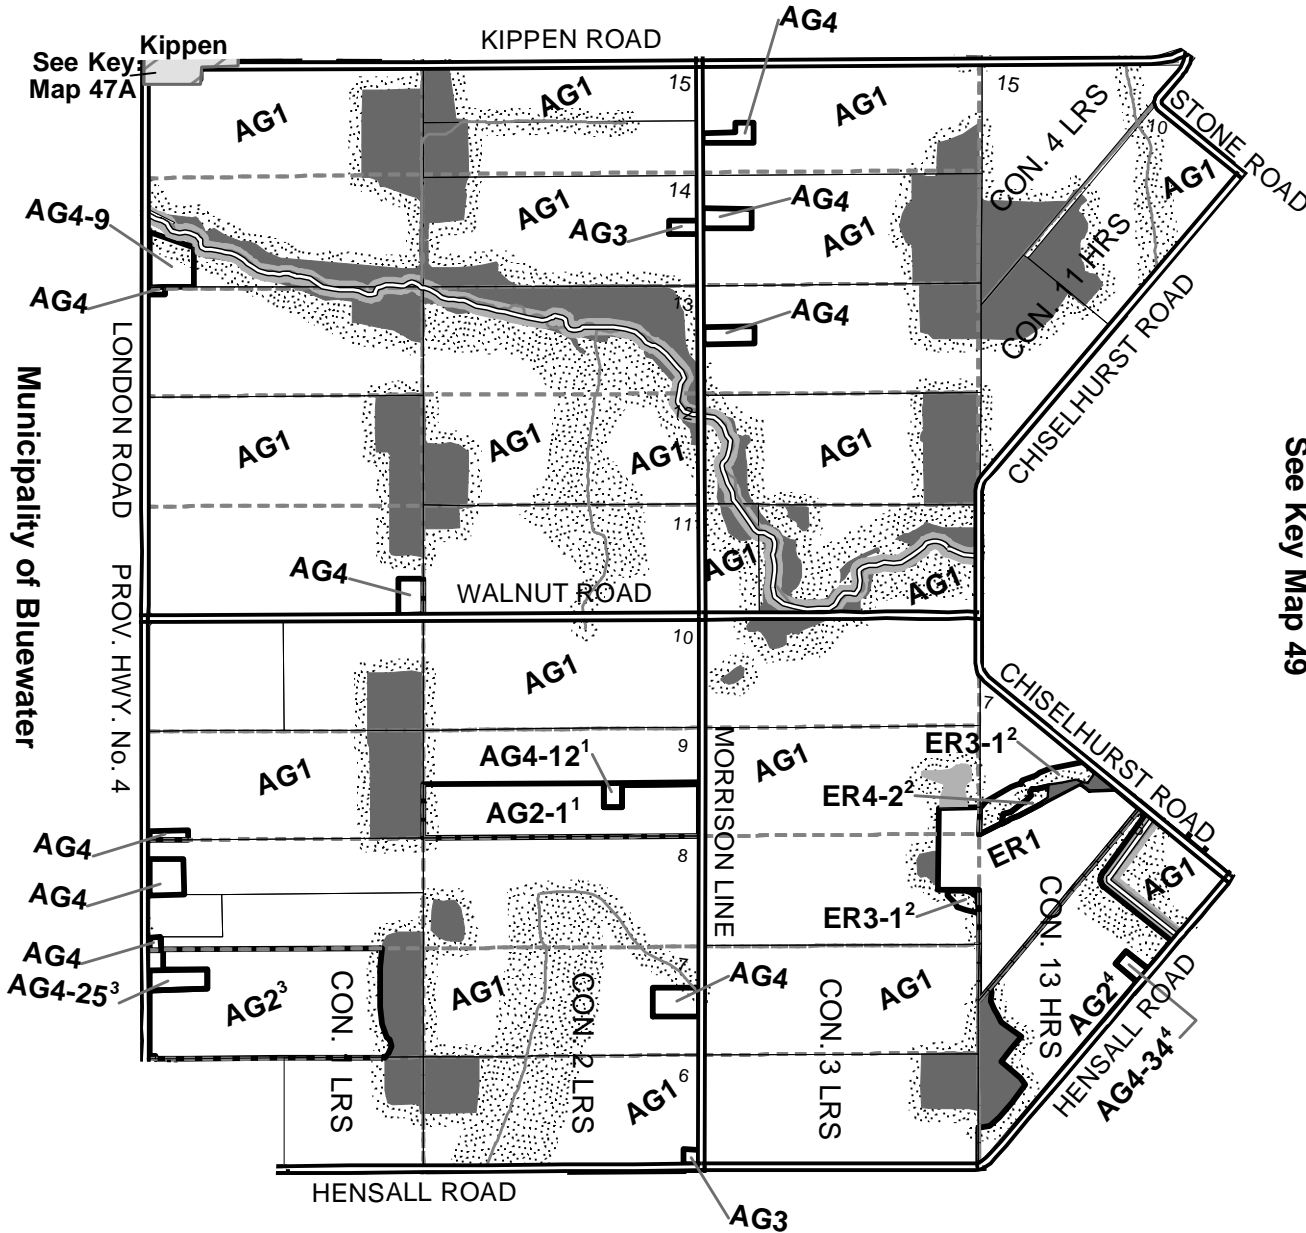 AG4
Kippen
KIPPEN ROAD
See Key
Map 47A
15
AG1
AG1
AG1
15
CON. 4 LRS
10
STONE ROAD
AG1
14
AG4-9
AG1
AG3
AG4
AG1
CON. 11 HRS
AG4
13
AG4
CHISELHURST ROAD
LONDON ROAD PROV. HWY. No. 4
Municipality of Bluewater
See Key Map 49
12
AG1
AG1
AG1
AG1
11
AG4
WALNUT ROAD
AG1
AG1
10
AG1
7
CHISELHURST ROAD
9
AG1
AG4-12¹
AG2-1¹
MORRISON LINE
AG1
ER3-1²
ER4-2²
ER1
AG4
8
AG4
AG1
ER3-1²
CON. 13 HRS
AG4
AG4-25³
AG2³
CON. 1 LRS
AG1
CON. 2 LRS
7
AG4
CON. 3 LRS
AG1
AG2⁴
HENSALL ROAD
AG4-34⁴
AG1
6
HENSALL ROAD
AG3